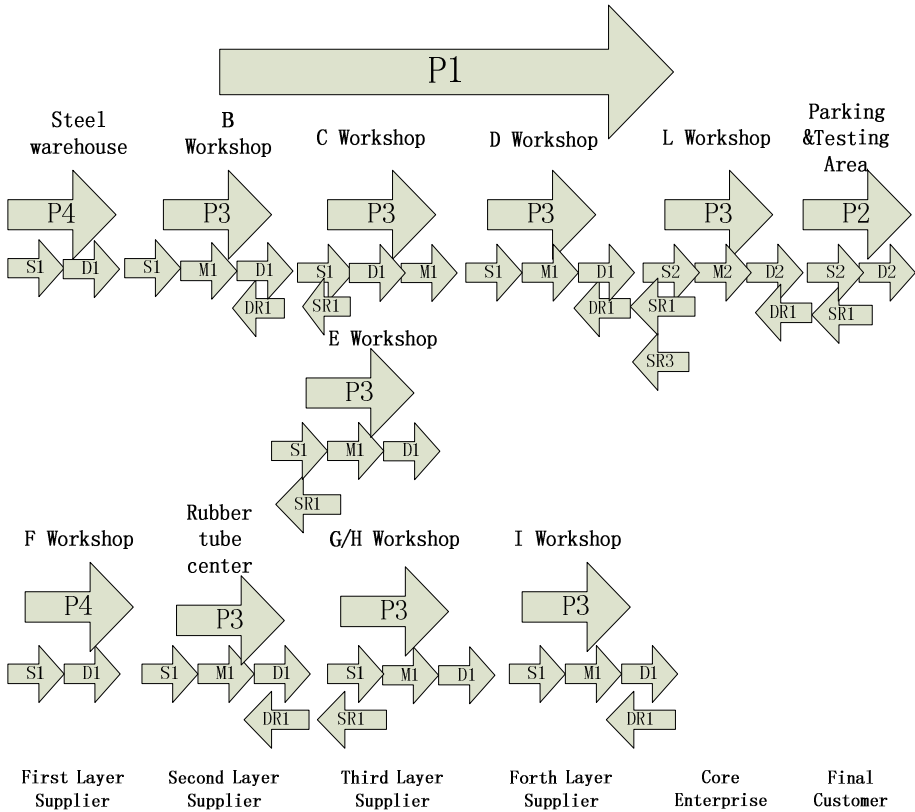 P1
Steel
warehouse
B
Workshop
C Workshop
D Workshop
L Workshop
Parking
&Testing
Area
P4
P3
P3
P3
P3
P2
S1 D1
S1 M1 D1
S1 D1 M1
S1 M1 D1
S2 M2 D2
S2 D2
DR1
SR1
DR1
SR1
DR1
SR1
SR3
E Workshop
P3
S1 M1 D1
SR1
F Workshop
Rubber
tube
center
G/H Workshop
I Workshop
P4
P3
P3
P3
S1 D1
S1 M1 D1
S1 M1 D1
S1 M1 D1
DR1
SR1
DR1
First Layer
Supplier
Second Layer
Supplier
Third Layer
Supplier
Forth Layer
Supplier
Core
Enterprise
Final
Customer